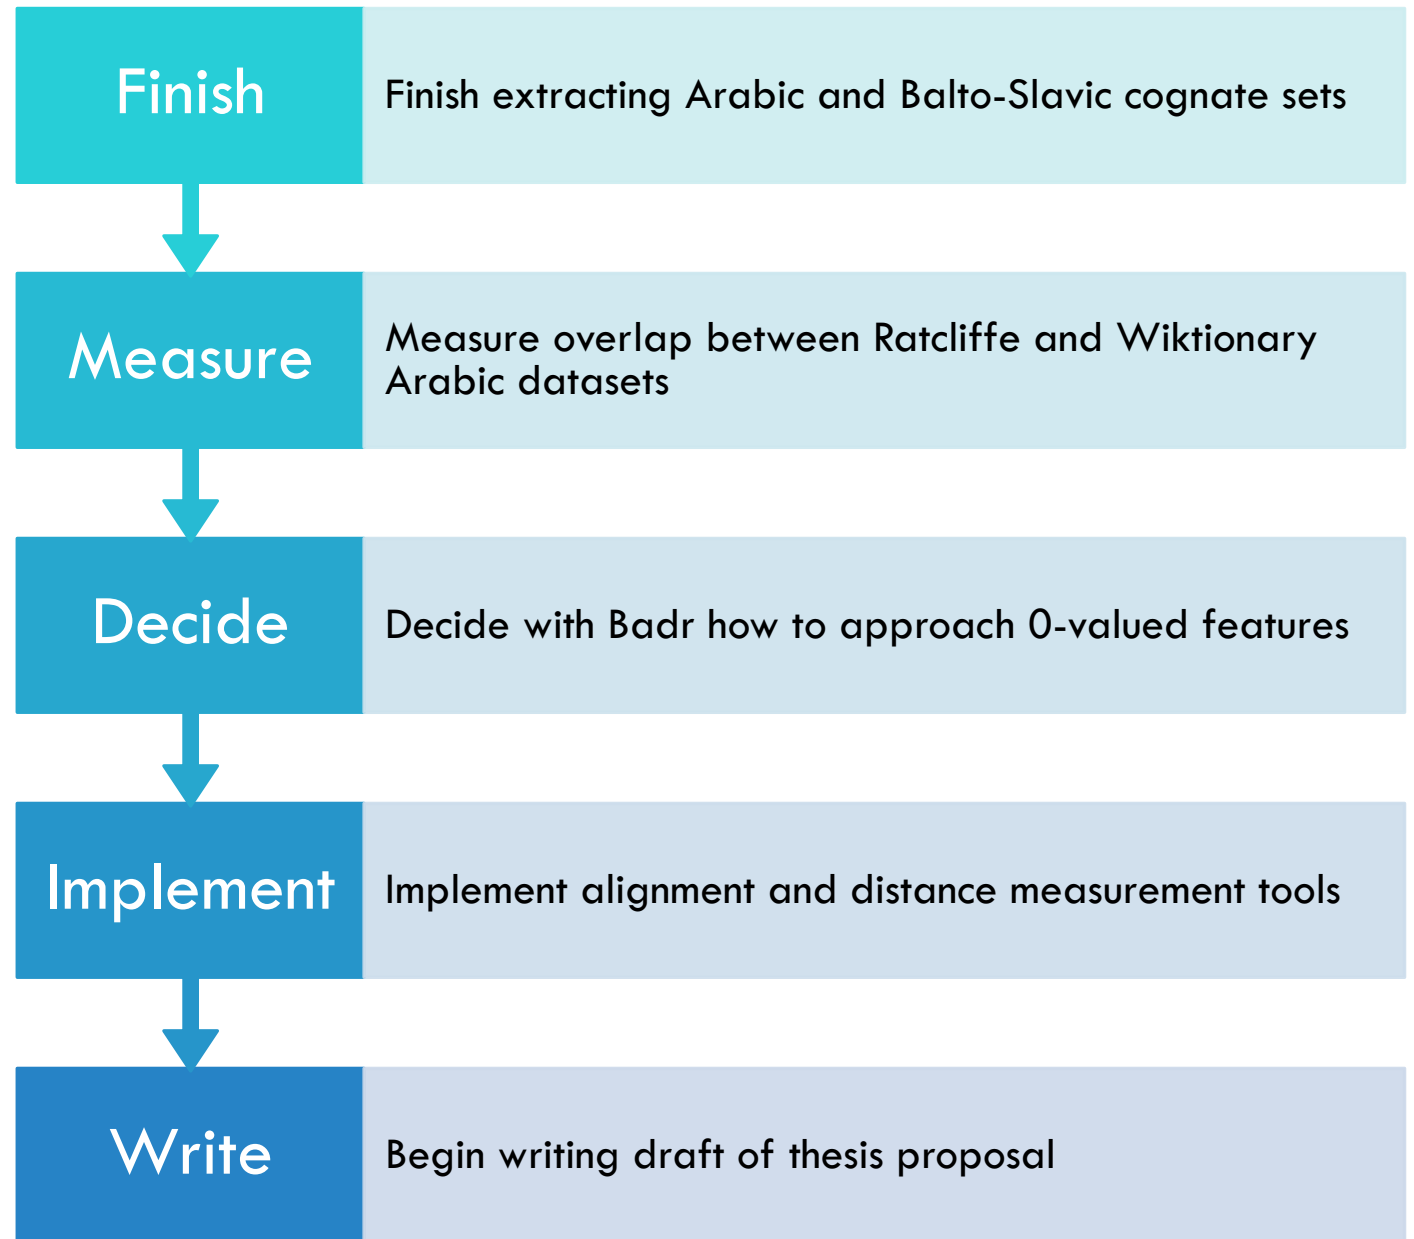 Finish
Finish extracting Arabic and Balto-Slavic cognate sets
Measure
Measure overlap between Ratcliffe and Wiktionary
Arabic datasets
Decide
Decide with Badr how to approach 0-valued features
Implement
Implement alignment and distance measurement tools
Write
Begin writing draft of thesis proposal